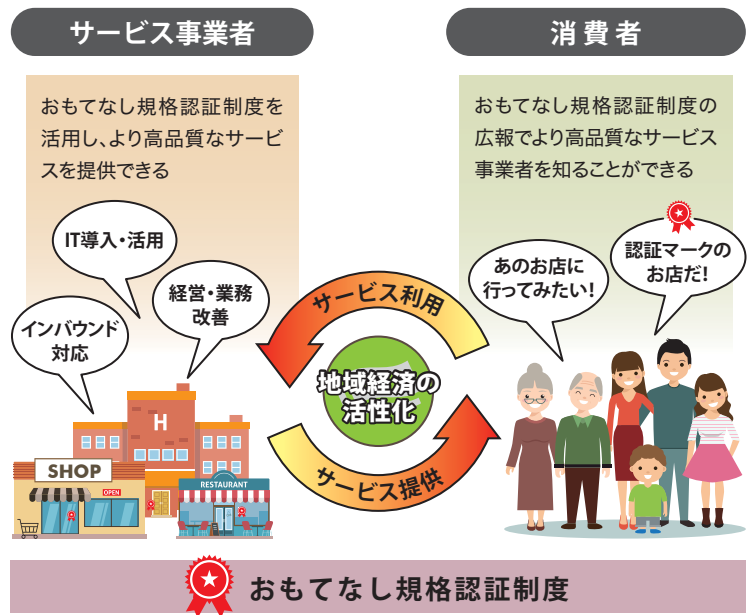 サービス事業者
おもてなし規格認証制度を
活用し、より高品質なサービ
スを提供できる
IT導入・活用
経営・業務
改善
インバウンド
対応
H
SHOP
OPEN
RESTAURANT
サービス利用
地域経済の
活性化
サービス提供
消費者
おもてなし規格認証制度の
広報でより高品質なサービス
事業者を知ることができる
あのお店に
行ってみたい!
認証マークの
お店だ!
おもてなし規格認証制度